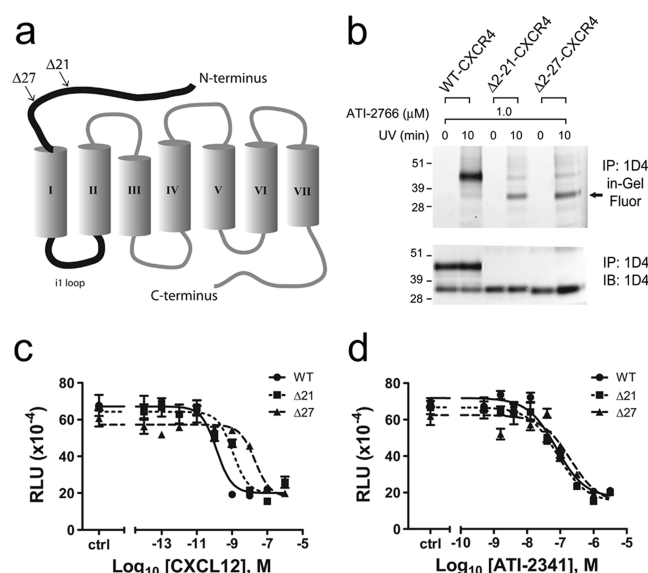 a
Δ27
Δ21
N-terminus
I II III IV V VI VII
i1 loop
C-terminus
b
WT-CXCR4
Δ2-21-CXCR4
Δ2-27-CXCR4
ATI-2766 (μM) 1.0
UV (min) 0 10 0 10 0 10
51
39
28
IP: 1D4
in-Gel
Fluor
51
39
28
IP: 1D4
IB: 1D4
c
WT
Δ21
Δ27
RLU (x10-4)
80
60
40
20
0
ctrl -13 -11 -9 -7 -5
Log10 [CXCL12], M
d
WT
Δ21
Δ27
RLU (x10-4)
80
60
40
20
0
ctrl -10 -9 -8 -7 -6 -5
Log10 [ATI-2341], M